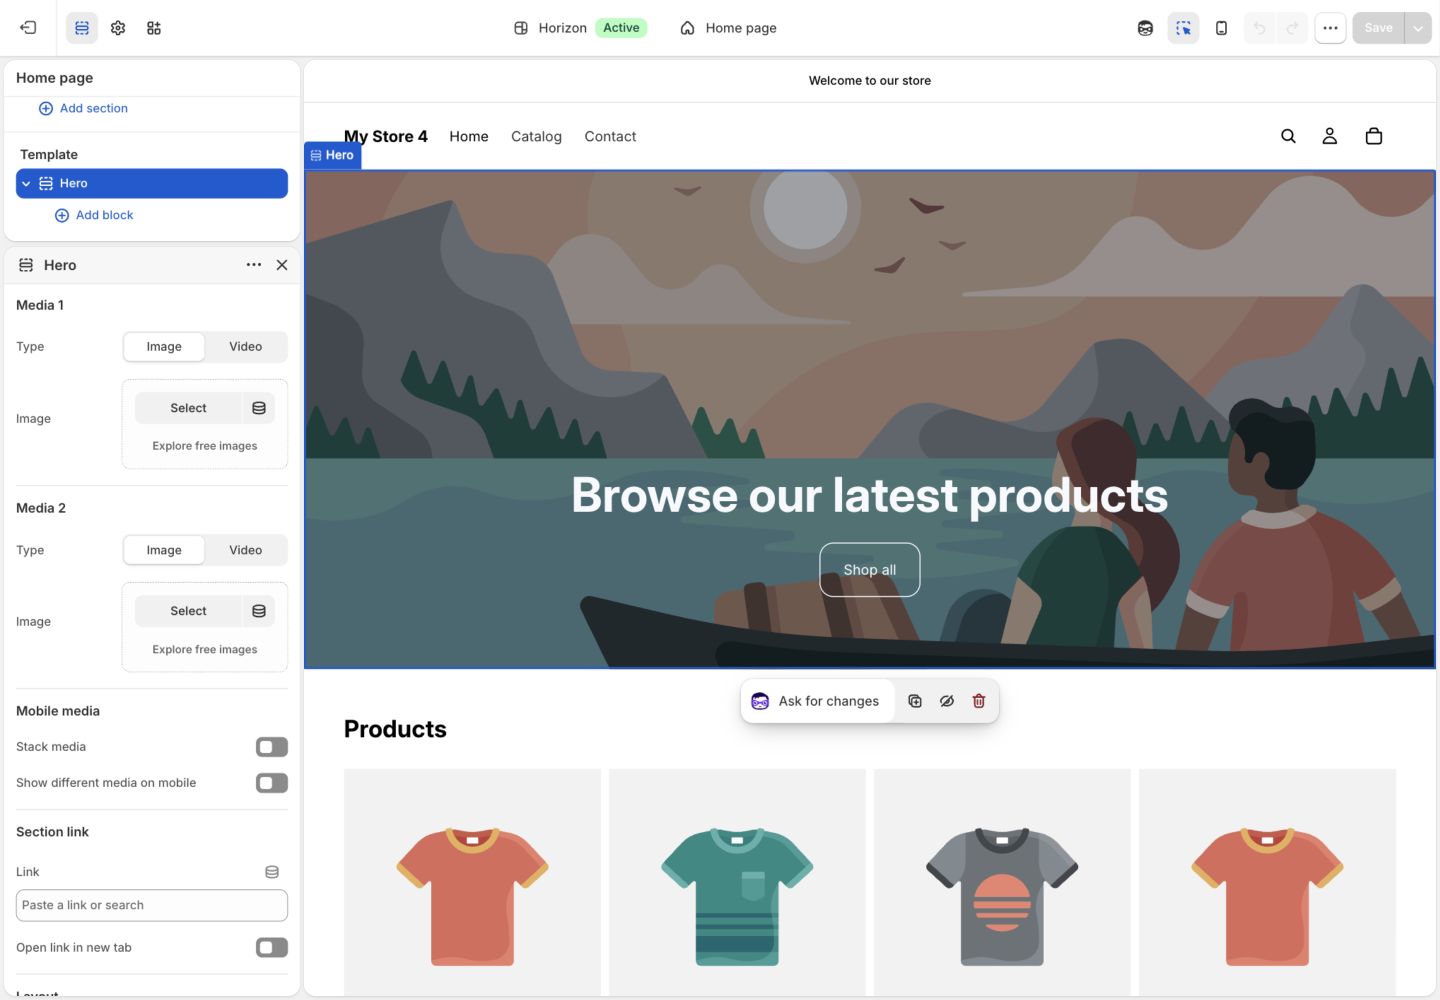 Horizon Active Home page
Save
Home page
Add section
Template
Hero
Add block
Hero
Media 1
Type Image Video
Image Select
Explore free images
Media 2
Type Image Video
Image Select
Explore free images
Mobile media
Stack media
Show different media on mobile
Section link
Link
Paste a link or search
Open link in new tab
Layout
Welcome to our store
My Store 4 Home Catalog Contact
Hero
Browse our latest products
Shop all
Ask for changes
Products